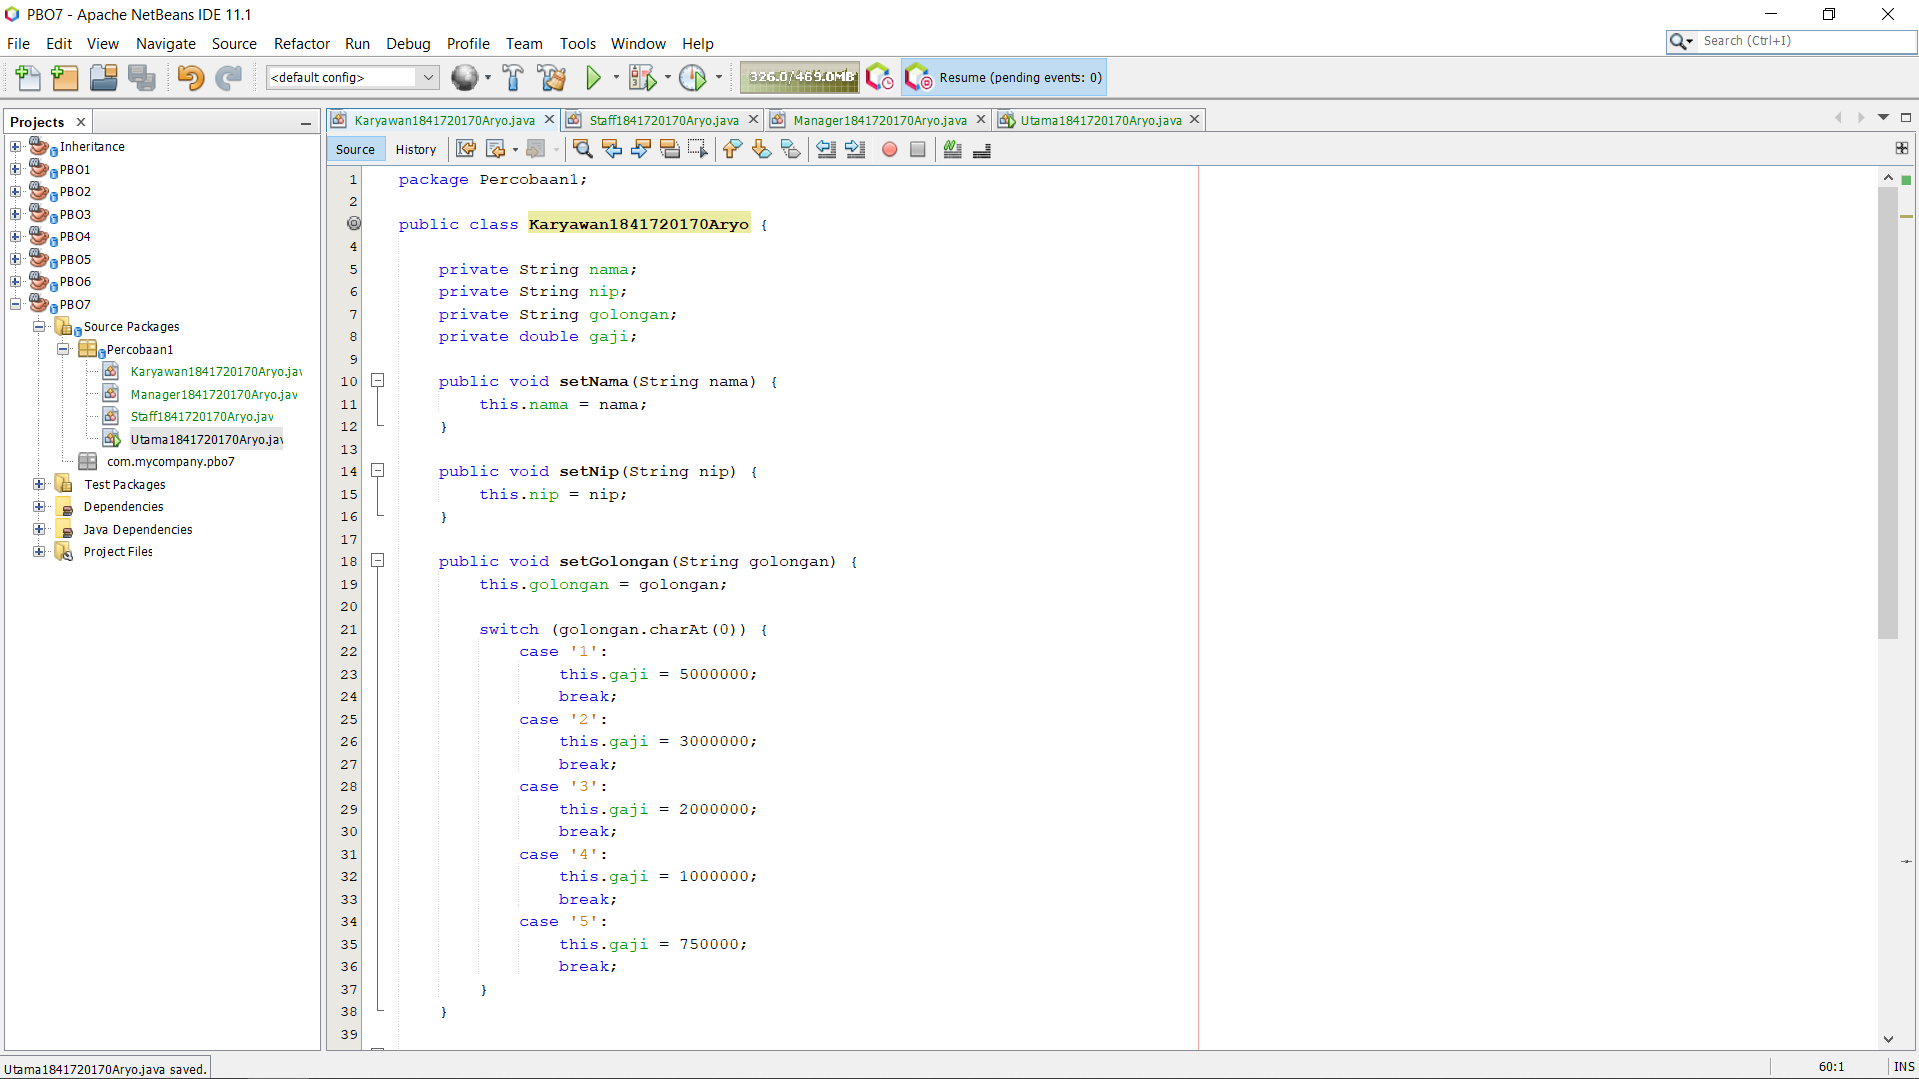 PBO7 - Apache NetBeans IDE 11.1
File Edit View Navigate Source Refactor Run Debug Profile Team Tools Window Help
Search (Ctrl+I)
<default config>
326.0/469.0MB
Resume (pending events: 0)
Projects
Karyawan1841720170Aryo.java
Staff1841720170Aryo.java
Manager1841720170Aryo.java
Utama1841720170Aryo.java
Source History
Inheritance
PBO1
PBO2
PBO3
PBO4
PBO5
PBO6
PBO7
Source Packages
Percobaan1
Karyawan1841720170Aryo.jav
Manager1841720170Aryo.jav
Staff1841720170Aryo.jav
Utama1841720170Aryo.jav
com.mycompany.pbo7
Test Packages
Dependencies
Java Dependencies
Project Files
1 package Percobaan1;
2
public class Karyawan1841720170Aryo {
4
5 private String nama;
6 private String nip;
7 private String golongan;
8 private double gaji;
9
10 public void setNama(String nama) {
11 this.nama = nama;
12 }
13
14 public void setNip(String nip) {
15 this.nip = nip;
16 }
17
18 public void setGolongan(String golongan) {
19 this.golongan = golongan;
20
21 switch (golongan.charAt(0)) {
22 case '1':
23 this.gaji = 5000000;
24 break;
25 case '2':
26 this.gaji = 3000000;
27 break;
28 case '3':
29 this.gaji = 2000000;
30 break;
31 case '4':
32 this.gaji = 1000000;
33 break;
34 case '5':
35 this.gaji = 750000;
36 break;
37 }
38 }
39
Utama1841720170Aryo.java saved.
60:1 INS